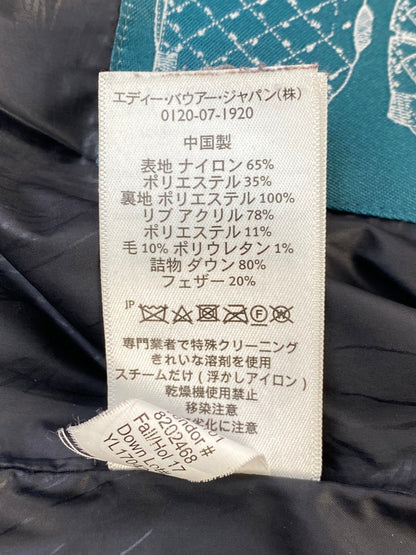 エディー・バウアー・ジャパン(株)
0120-07-1920
中国製
表地 ナイロン 65%
ポリエステル 35%
裏地 ポリエステル 100%
リブ アクリル 78%
ポリエステル 11%
毛 10% ポリウレタン 1%
詰物 ダウン 80%
フェザー 20%
JP
専門業者で特殊クリーニング
きれいな溶剤を使用
スチームだけ (浮かしアイロン)
乾燥機使用禁止
移染注意
劣化に注意
8202468
Fall/Hol 17
Down Lot